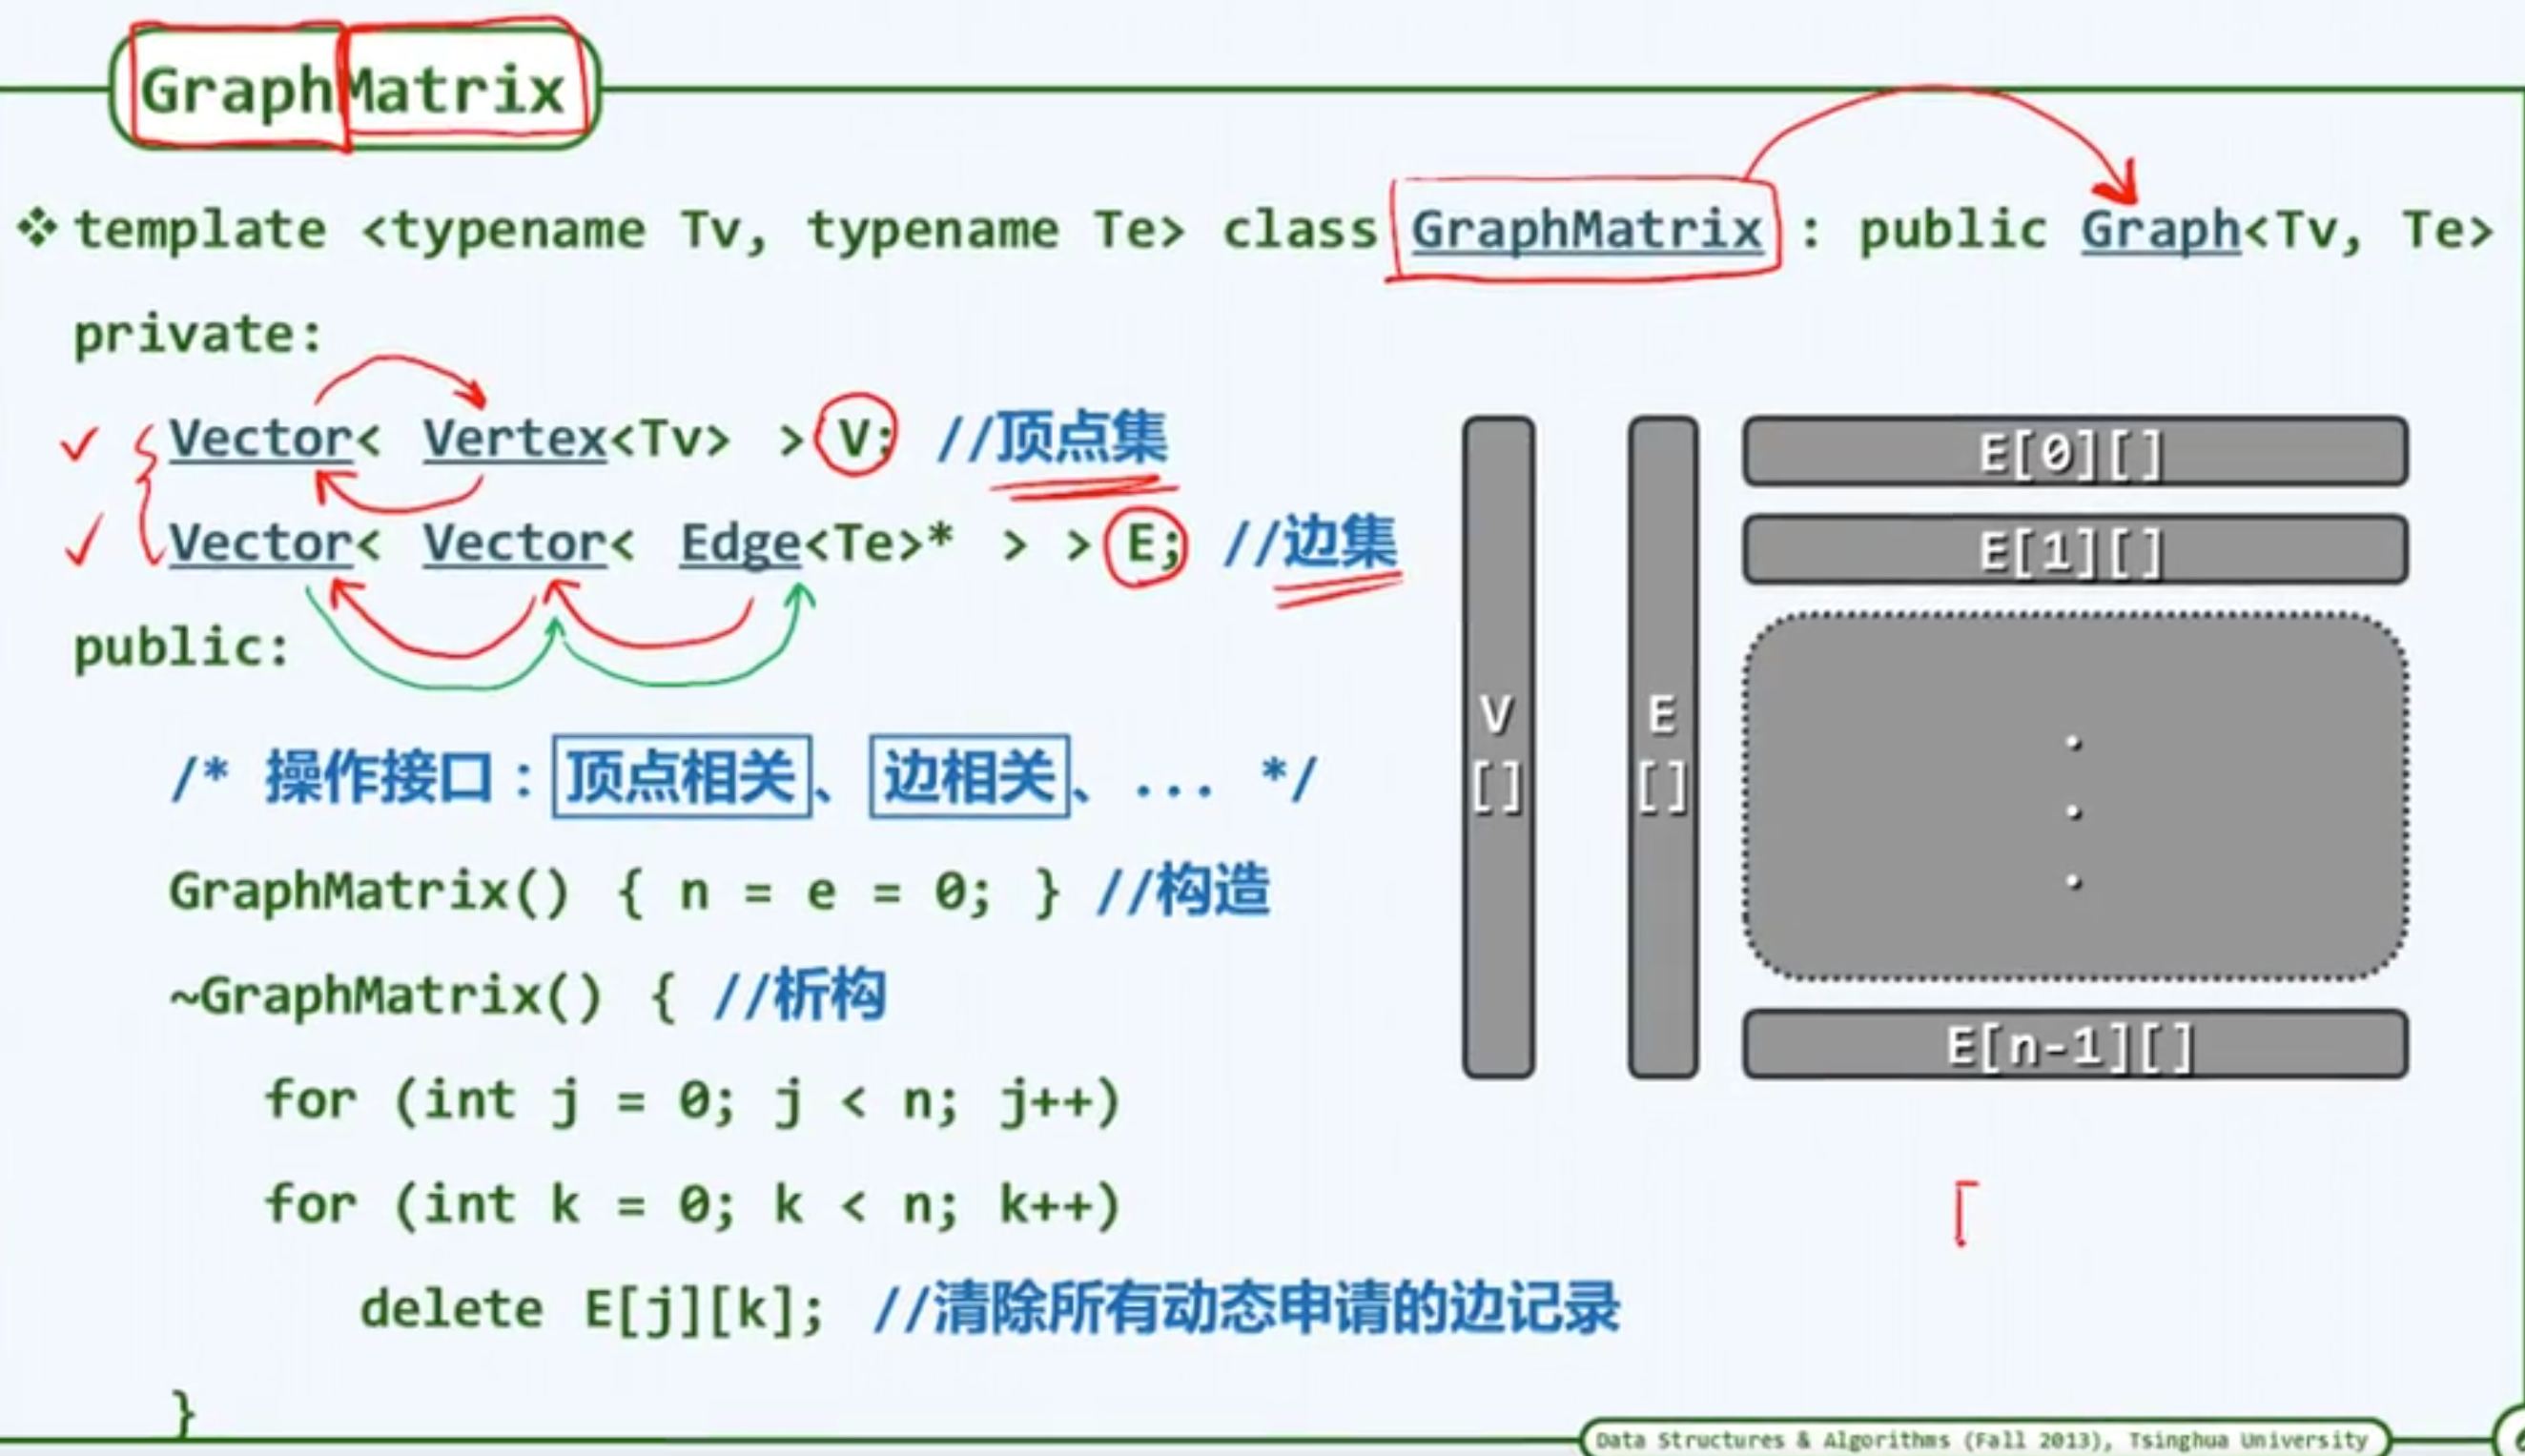 GraphMatrix
❖ template <typename Tv, typename Te> class GraphMatrix : public Graph<Tv, Te>
private:
Vector< Vertex<Tv> > V; //顶点集
Vector< Vector< Edge<Te>* > > E; //边集
public:
/* 操作接口：顶点相关、边相关、... */
GraphMatrix() { n = e = 0; } //构造
~GraphMatrix() { //析构
for (int j = 0; j < n; j++)
for (int k = 0; k < n; k++)
delete E[j][k]; //清除所有动态申请的边记录
}
V
[]
E
[]
E[0][]
E[1][]
.
.
.
E[n-1][]
Data Structures & Algorithms (Fall 2013), Tsinghua University